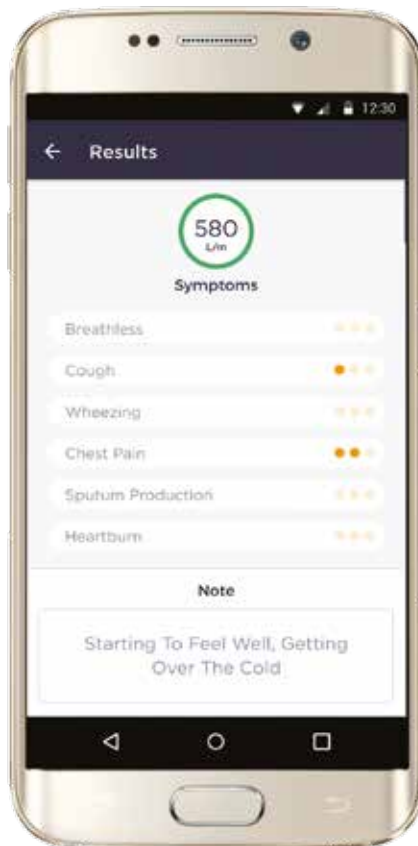 12:30
Results
580
L/m
Symptoms
Breathless
Cough
Wheezing
Chest Pain
Sputum Production
Heartburn
Note
Starting To Feel Well, Getting
Over The Cold